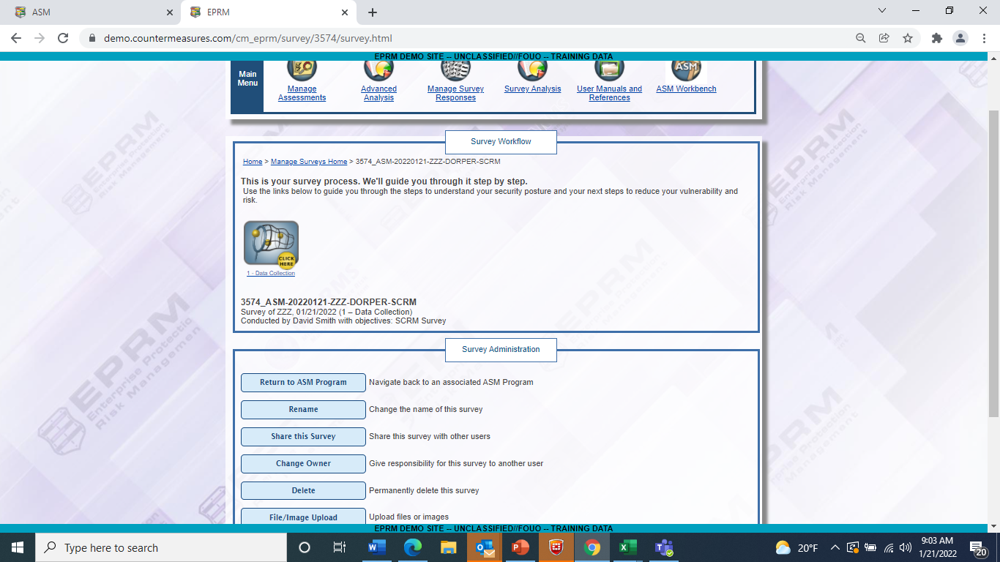 ASM
EPRM
demo.countermeasures.com/cm_eprm/survey/3574/survey.html
EPRM DEMO SITE -- UNCLASSIFIED//FOUO -- TRAINING DATA
Main
Menu
Manage
Assessments
Advanced
Analysis
Manage Survey
Responses
Survey Analysis
User Manuals and
References
ASM
ASM Workbench
Survey Workflow
Home > Manage Surveys Home > 3574_ASM-20220121-ZZZ-DORPER-SCRM
This is your survey process. We'll guide you through it step by step.
Use the links below to guide you through the steps to understand your security posture and your next steps to reduce your vulnerability and
risk.
CLICK
HERE
1 - Data Collection
3574_ASM-20220121-ZZZ-DORPER-SCRM
Survey of ZZZ, 01/21/2022 (1 – Data Collection)
Conducted by David Smith with objectives: SCRM Survey
Survey Administration
Return to ASM Program Navigate back to an associated ASM Program
Rename Change the name of this survey
Share this Survey Share this survey with other users
Change Owner Give responsibility for this survey to another user
Delete Permanently delete this survey
File/Image Upload Upload files or images
EPRM DEMO SITE -- UNCLASSIFIED//FOUO -- TRAINING DATA
EPRM
Enterprise Protection
Risk Management
Type here to search
20°F
9:03 AM
1/21/2022
20